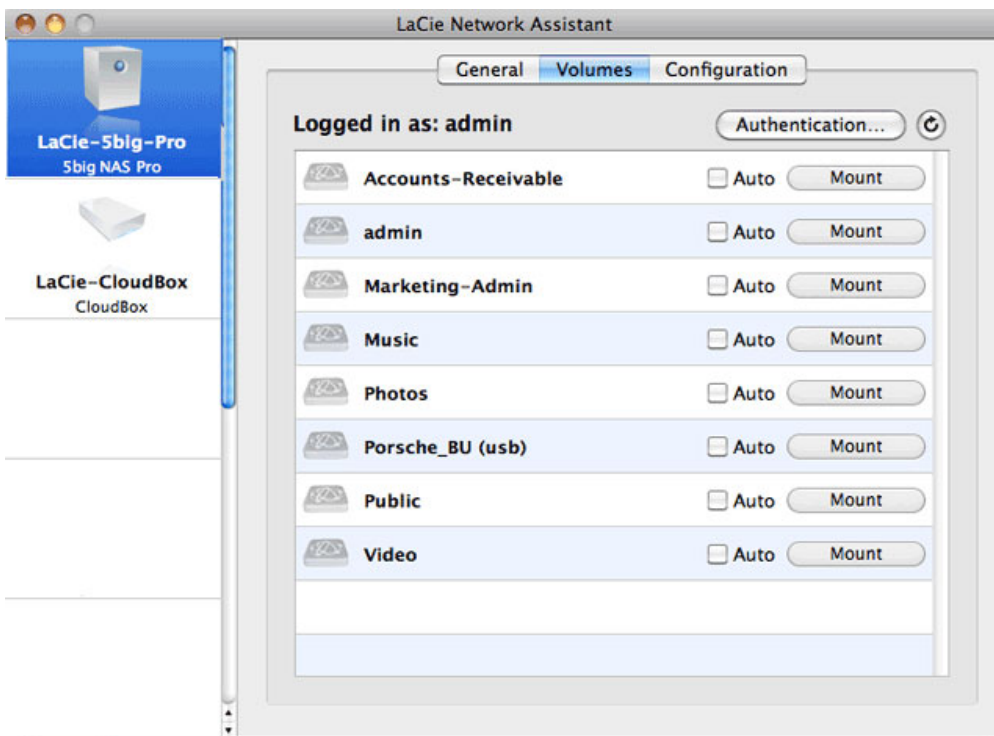 LaCie Network Assistant
LaCie-5big-Pro
5big NAS Pro
LaCie-CloudBox
CloudBox
General Volumes Configuration
Logged in as: admin Authentication...
Accounts-Receivable Auto Mount
admin Auto Mount
Marketing-Admin Auto Mount
Music Auto Mount
Photos Auto Mount
Porsche_BU (usb) Auto Mount
Public Auto Mount
Video Auto Mount